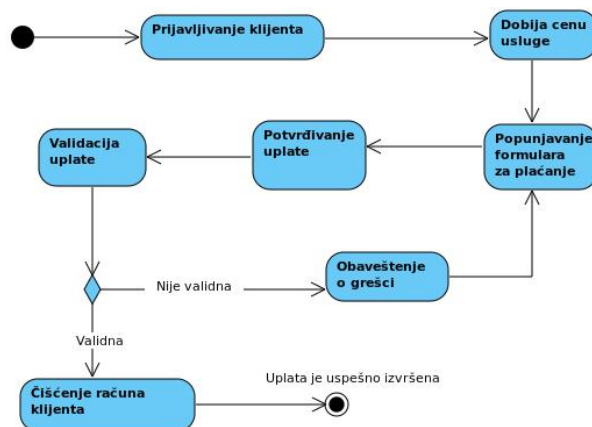 Prijavljivanje klijenta
Dobija cenu
usluge
Validacija
uplate
Potvrđivanje
uplate
Popunjavanje
formulara
za plaćanje
Nije validna
Obaveštenje
o grešci
Validna
Čišćenje računa
klijenta
Uplata je uspešno izvršena